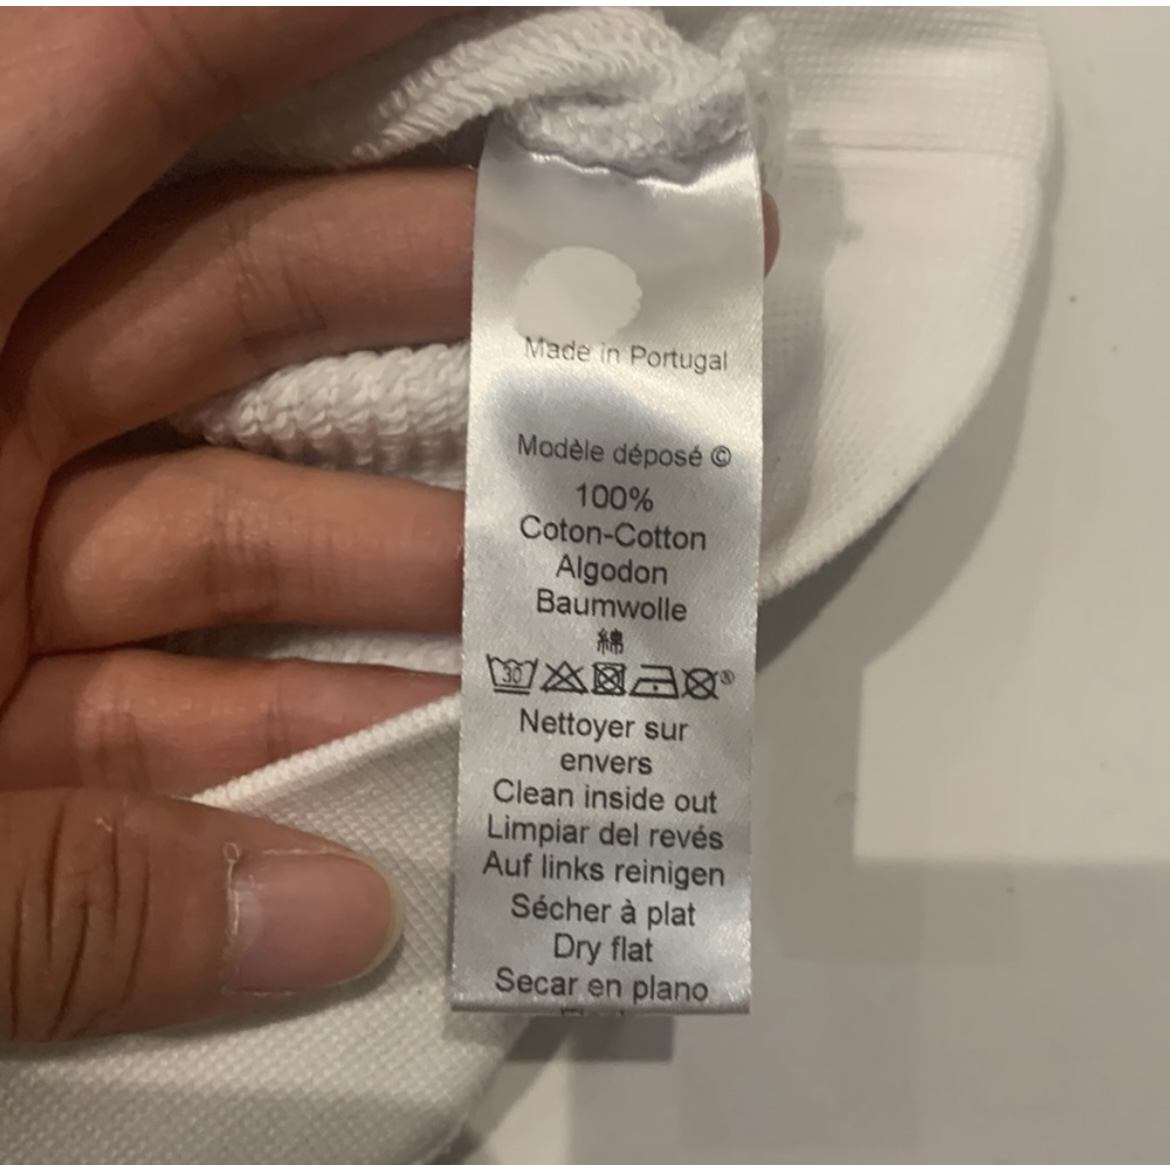 Made in Portugal
Modèle déposé ©
100%
Coton-Cotton
Algodon
Baumwolle
綿
30
Nettoyer sur
envers
Clean inside out
Limpiar del revés
Auf links reinigen
Sécher à plat
Dry flat
Secar en plano